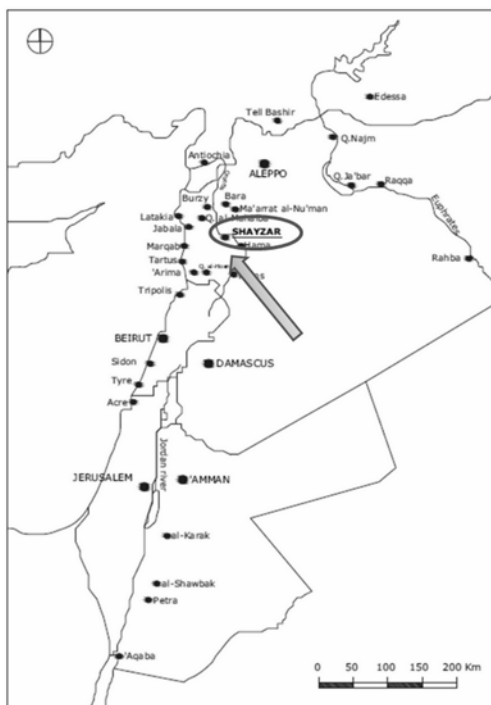 Edessa
Tell Bashir
Q.Najm
Antiochia
ALEPPO
Q.Ja'bar
Raqqa
Euphrates
Bara
Burzy
Ma'arrat al-Nu'man
Latakia
Jabala
SHAYZAR
Hama
Marqab
Rahba
Tartus
'Arima
Tripolis
BEIRUT
Sidon
DAMASCUS
Tyre
Acre
Jordan river
JERUSALEM
'AMMAN
al-Karak
al-Shawbak
Petra
'Aqaba
0 50 100 150 200 Km